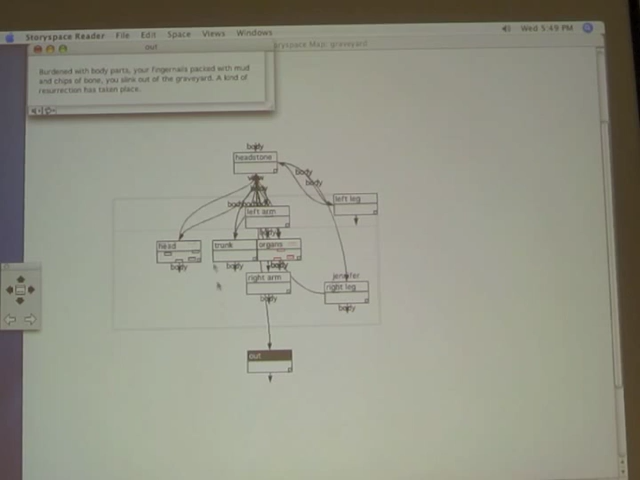 Storyspace Reader File Edit Space Views Windows Wed 5:49 PM
out
Storyspace Map: graveyard
Burdened with body parts, your fingernails packed with mud
and chips of bone, you slink out of the graveyard. A kind of
resurrection has taken place.
body
headstone
body
body
left leg
body
left arm
body
head
trunk
organs
body
body
body
jennifer
right arm
right leg
body
body
out